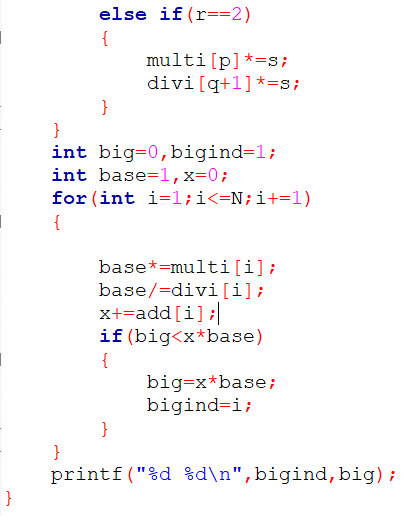 else if(r==2)
{
multi[p]*=s;
divi[q+1]*=s;
}
}
int big=0,bigind=1;
int base=1,x=0;
for(int i=1;i<=N;i+=1)
{
base*=multi[i];
base/=divi[i];
x+=add[i];
if(big<x*base)
{
big=x*base;
bigind=i;
}
}
printf("%d %d\n",bigind,big);
}